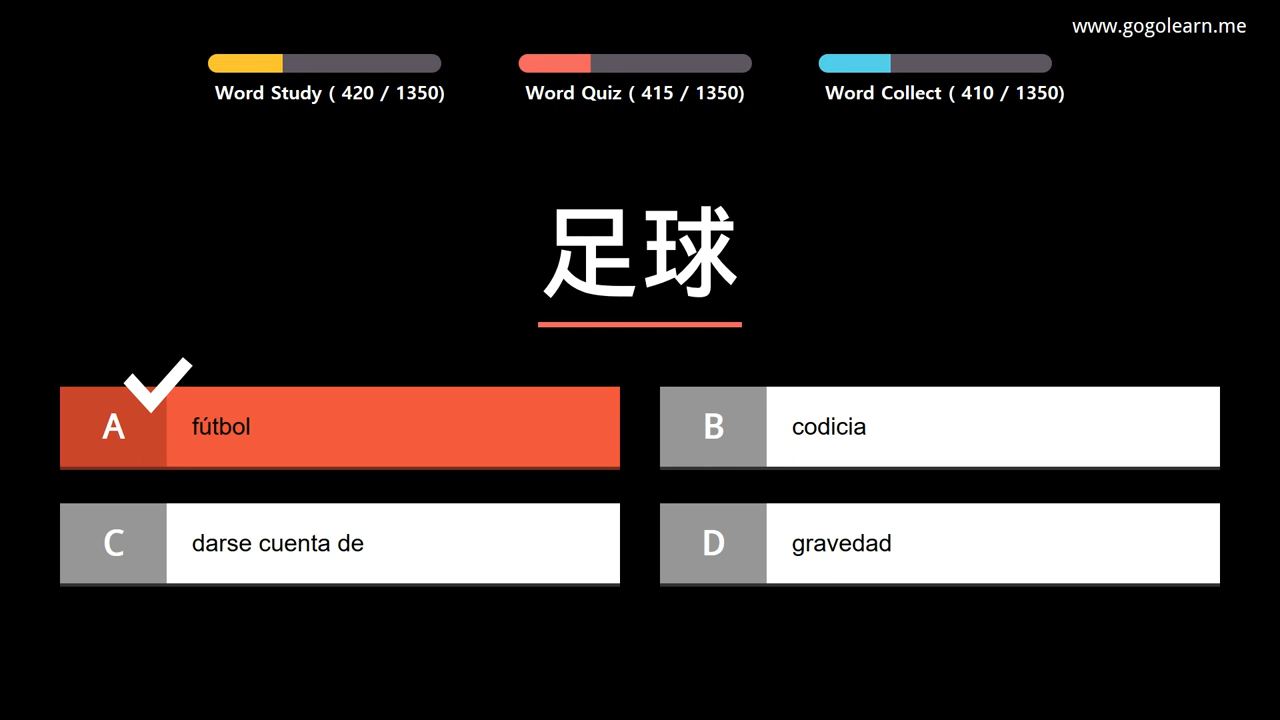 www.gogolearn.me
Word Study ( 420 / 1350)
Word Quiz ( 415 / 1350)
Word Collect ( 410 / 1350)
足球
A fútbol
B codicia
C darse cuenta de
D gravedad